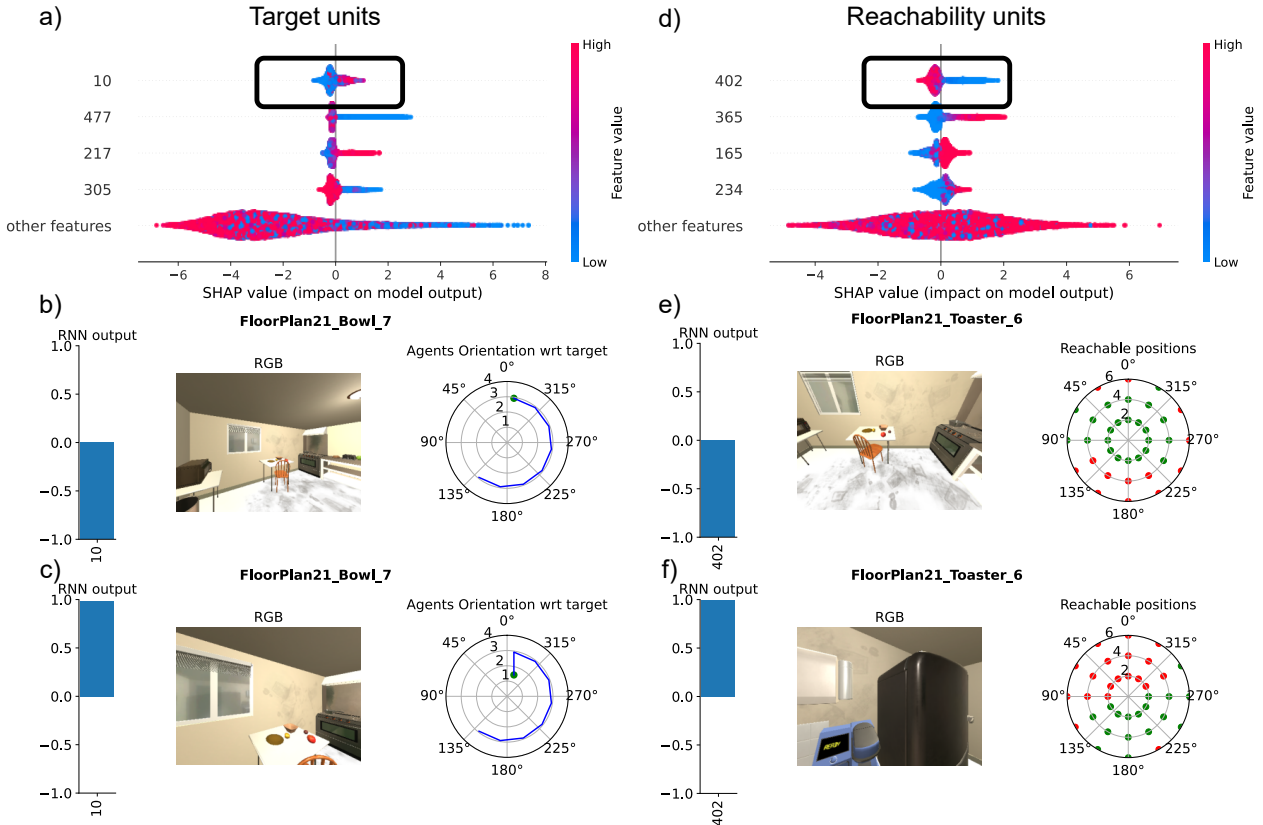 a)
Target units
High
10
477
217
305
other features
Feature value
Low
−6
−4
−2
0
2
4
6
8
SHAP value (impact on model output)
d)
Reachability units
High
402
365
165
234
other features
Feature value
Low
−4
−2
0
2
4
6
SHAP value (impact on model output)
b)
FloorPlan21_Bowl_7
RNN output
1.0
0.5
0.0
−0.5
−1.0
10
RGB
Agents Orientation wrt target
0°
45°
315°
90°
270°
135°
225°
180°
4
3
2
1
e)
FloorPlan21_Toaster_6
RNN output
1.0
0.5
0.0
−0.5
−1.0
402
RGB
Reachable positions
0°
45°
315°
90°
270°
135°
225°
180°
6
4
2
c)
FloorPlan21_Bowl_7
RNN output
1.0
0.5
0.0
−0.5
−1.0
10
RGB
Agents Orientation wrt target
0°
45°
315°
90°
270°
135°
225°
180°
4
3
2
1
f)
FloorPlan21_Toaster_6
RNN output
1.0
0.5
0.0
−0.5
−1.0
402
RGB
READY
Reachable positions
0°
45°
315°
90°
270°
135°
225°
180°
6
4
2